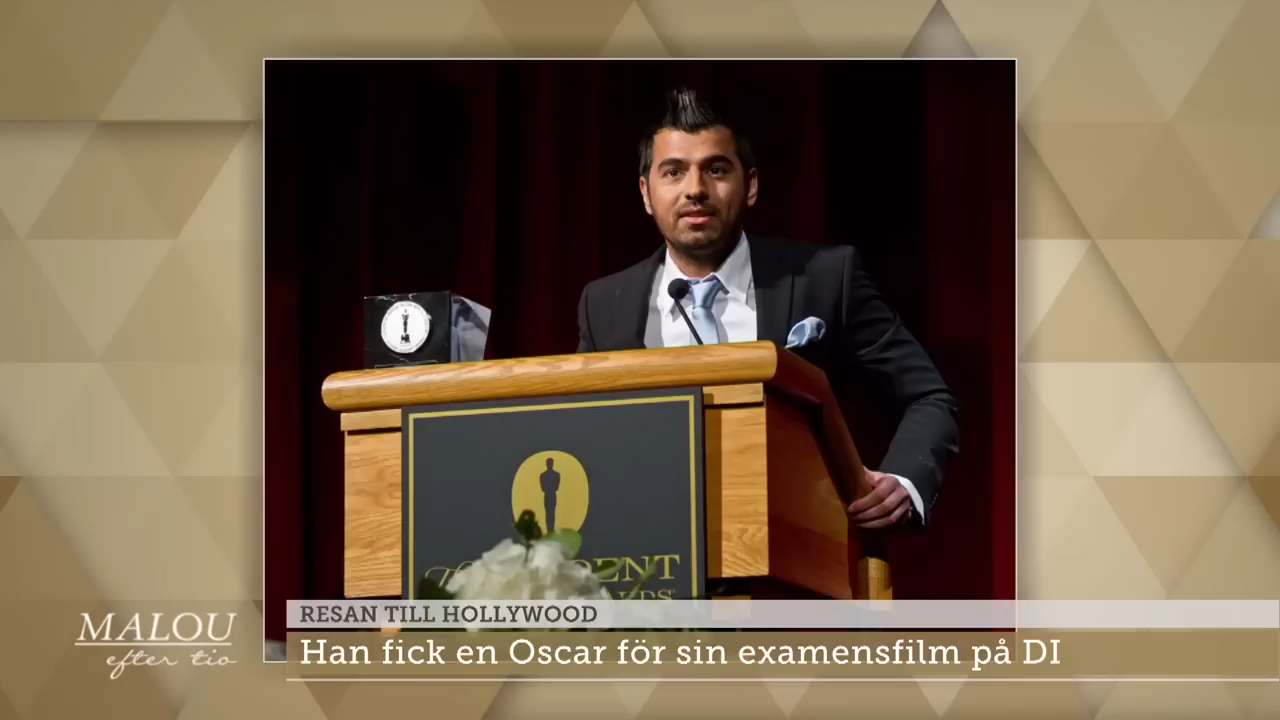 RESAN TILL HOLLYWOOD
MALOU
efter tio
Han fick en Oscar för sin examensfilm på DI